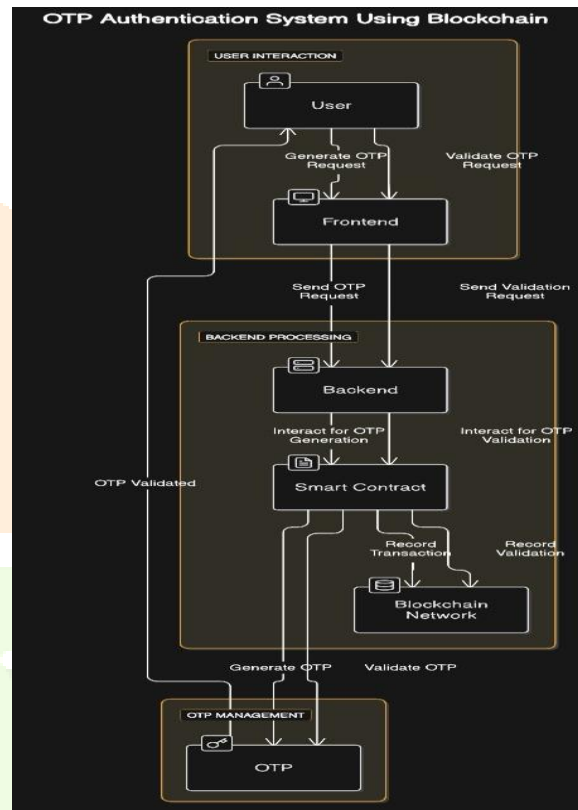 OTP Authentication System Using Blockchain
USER INTERACTION
User
Generate OTP
Request
Validate OTP
Request
Frontend
Send OTP
Request
Send Validation
Request
BACKEND PROCESSING
Backend
Interact for OTP
Generation
Interact for OTP
Validation
Smart Contract
OTP Validated
Record
Transaction
Record
Validation
Blockchain
Network
Generate OTP
Validate OTP
OTP MANAGEMENT
OTP